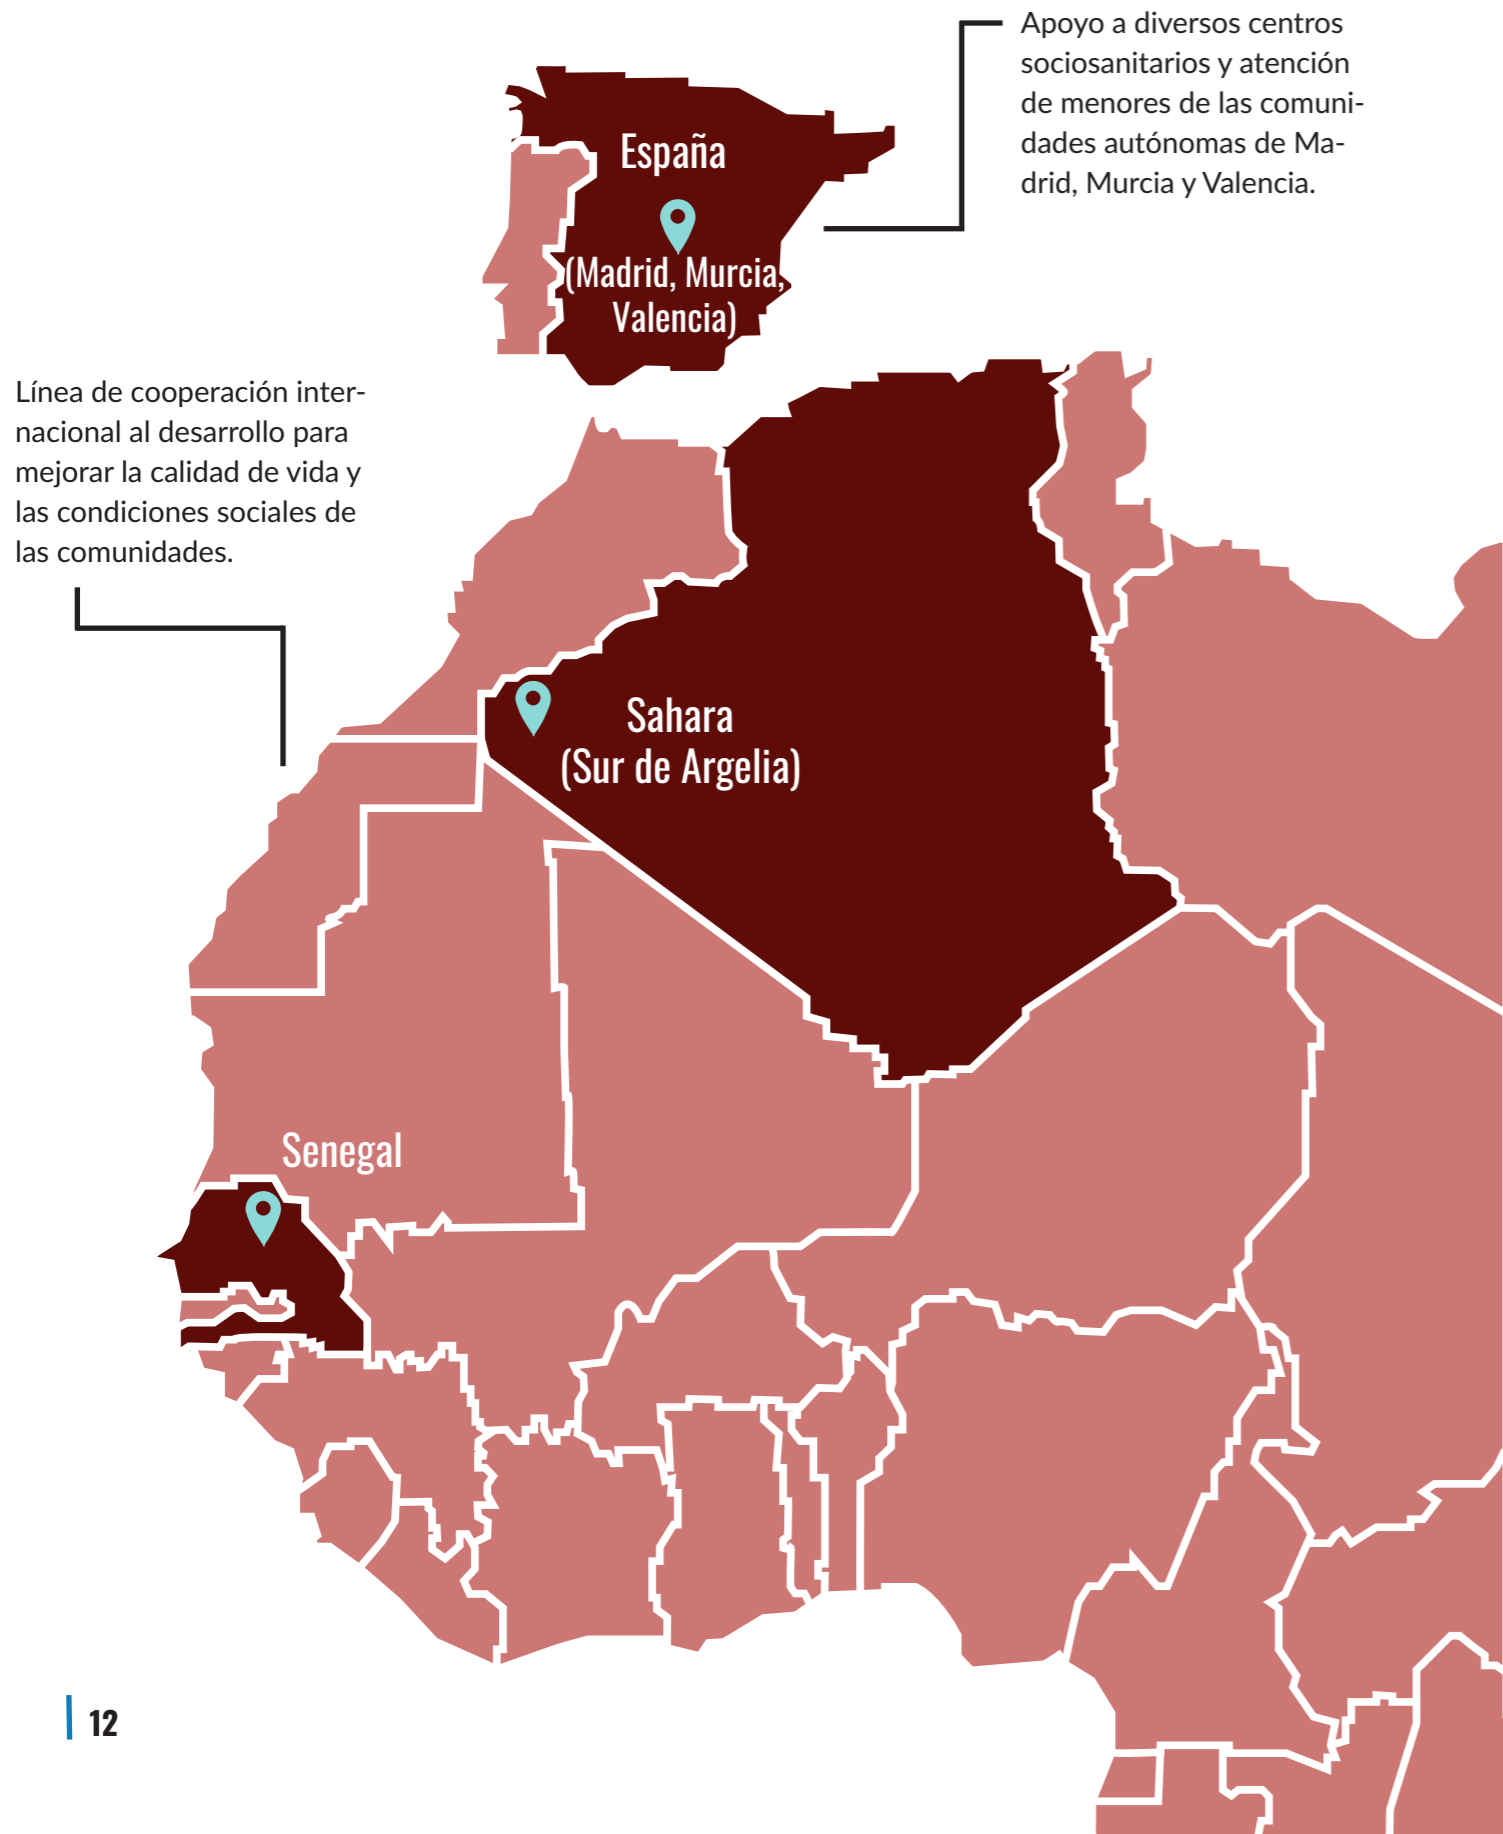 Apoyo a diversos centros
sociosanitarios y atención
de menores de las comuni-
dades autónomas de Ma-
drid, Murcia y Valencia.
España
(Madrid, Murcia,
Valencia)
Línea de cooperación inter-
nacional al desarrollo para
mejorar la calidad de vida y
las condiciones sociales de
las comunidades.
Sahara
(Sur de Argelia)
Senegal
12